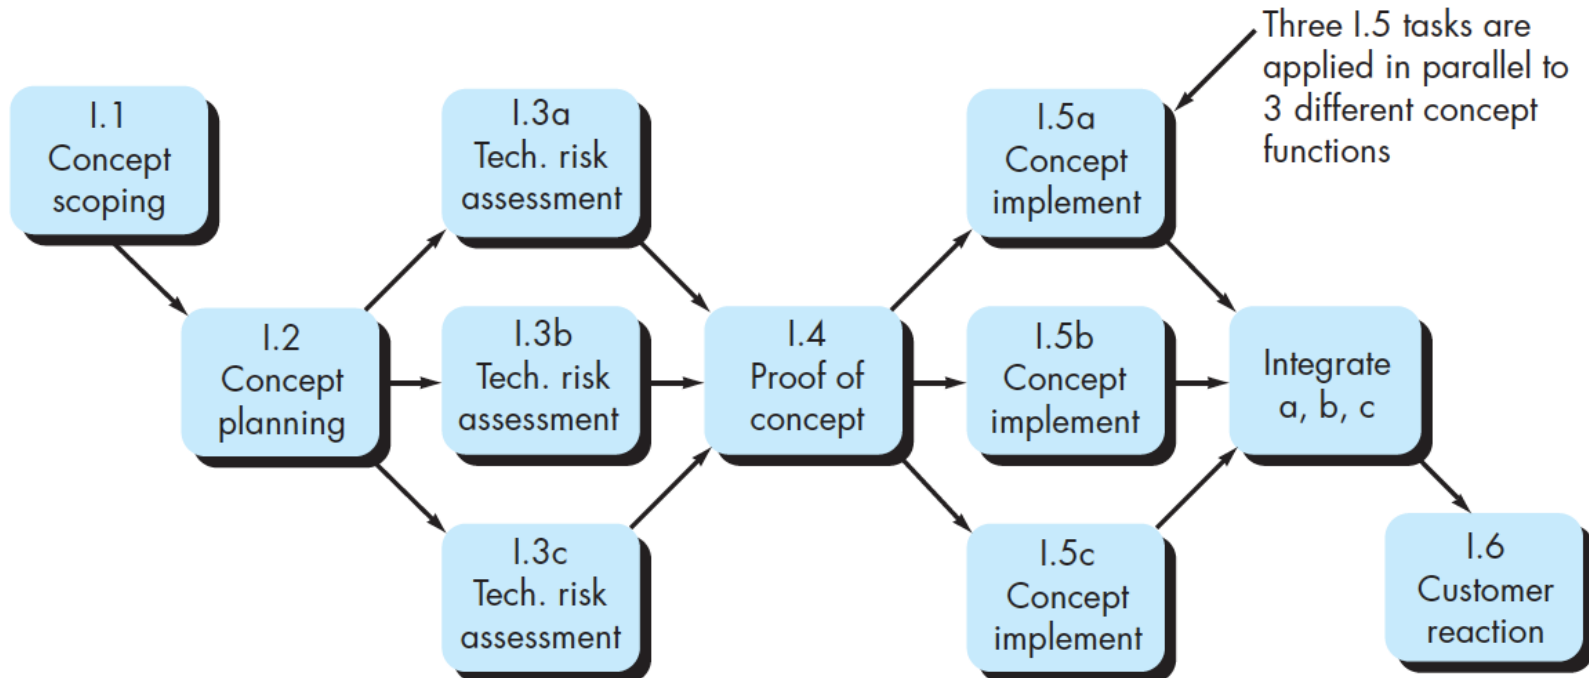 Three I.5 tasks are
applied in parallel to
3 different concept
functions
I.1
Concept
scoping
I.3a
Tech. risk
assessment
I.5a
Concept
implement
I.2
Concept
planning
I.3b
Tech. risk
assessment
I.4
Proof of
concept
I.5b
Concept
implement
Integrate
a, b, c
I.3c
Tech. risk
assessment
I.5c
Concept
implement
I.6
Customer
reaction